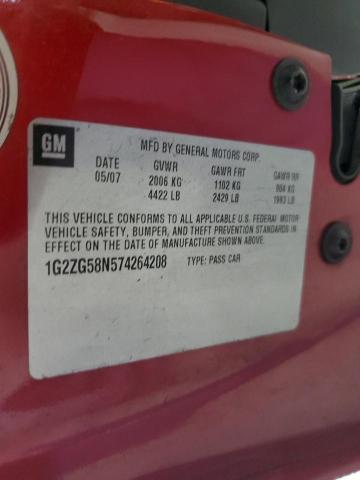 GM
MFD BY GENERAL MOTORS CORP.
DATE GVWR GAWR FRT GAWR RR
05/07 2006 KG 1102 KG 904 KG
4422 LB 2429 LB 1993 LB
THIS VEHICLE CONFORMS TO ALL APPLICABLE U.S. FEDERAL MOTOR
VEHICLE SAFETY, BUMPER, AND THEFT PREVENTION STANDARDS IN
EFFECT ON THE DATE OF MANUFACTURE SHOWN ABOVE.
1G2ZG58N574264208 TYPE: PASS CAR